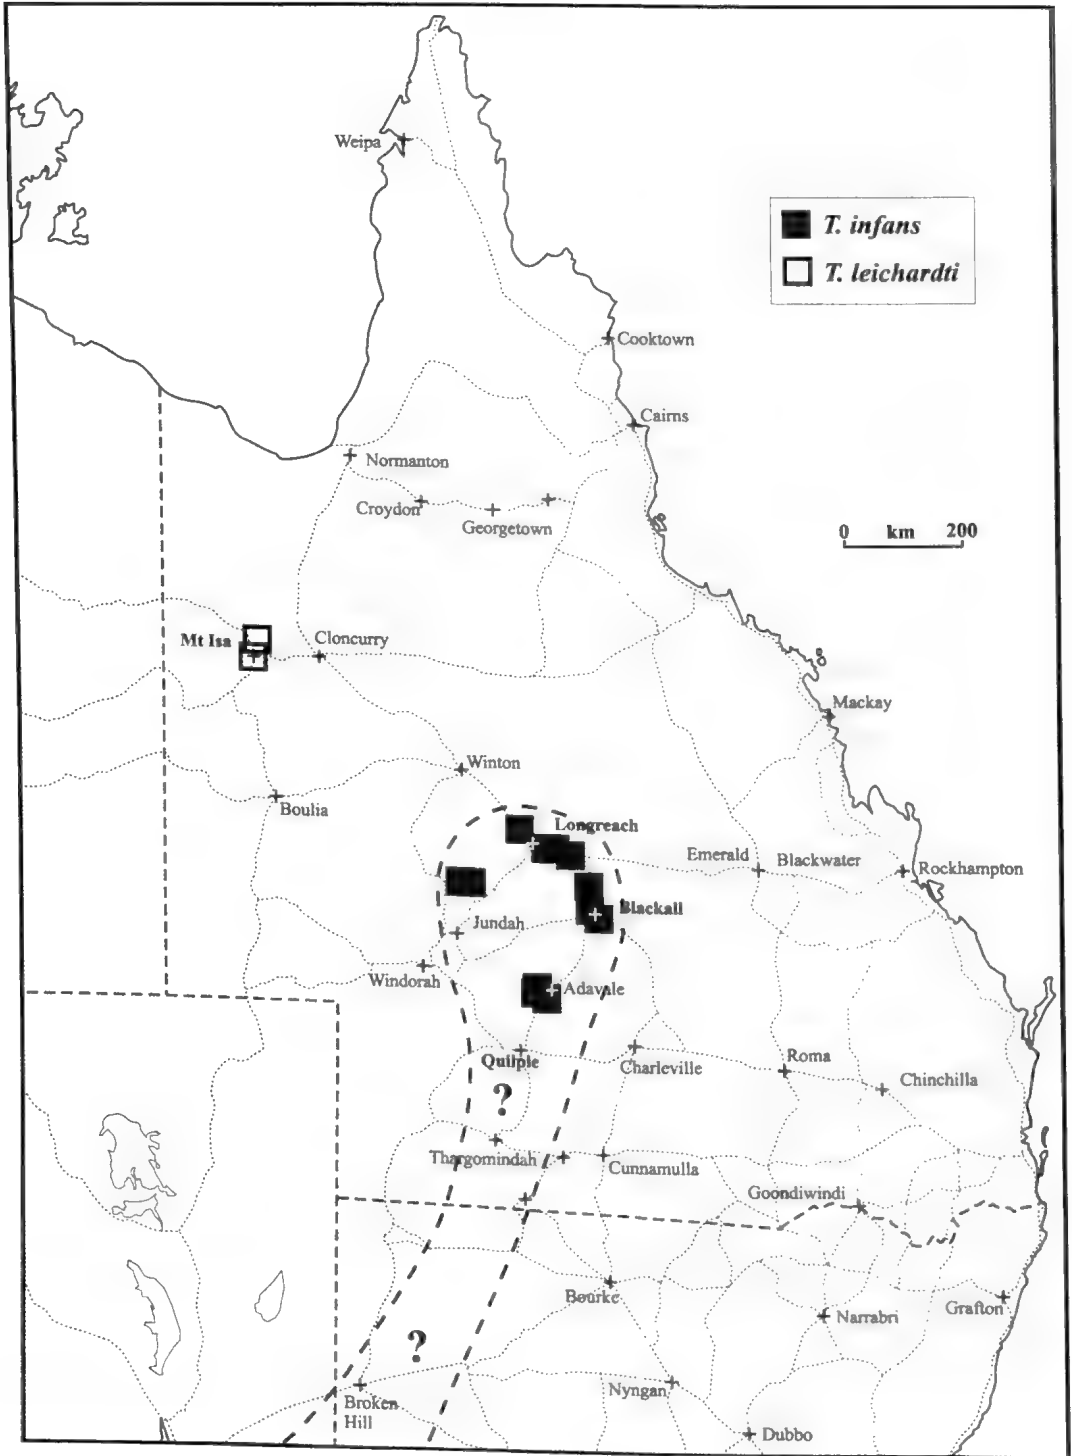 Weipa
T. infans
T. leichardti
Cooktown
Cairns
Normanton
Croydon
Georgetown
0 km 200
Mt Isa
Cloncurry
Mackay
Winton
Boulia
Longreach
Emerald
Blackwater
Rockhampton
Blackall
Jundah
Windorah
Adavale
Quilpie
Charleville
Roma
Chinchilla
?
Thargomindah
Cunnamulla
Goondiwindi
Bourke
Narrabri
Grafton
?
Broken
Hill
Nyngan
Dubbo